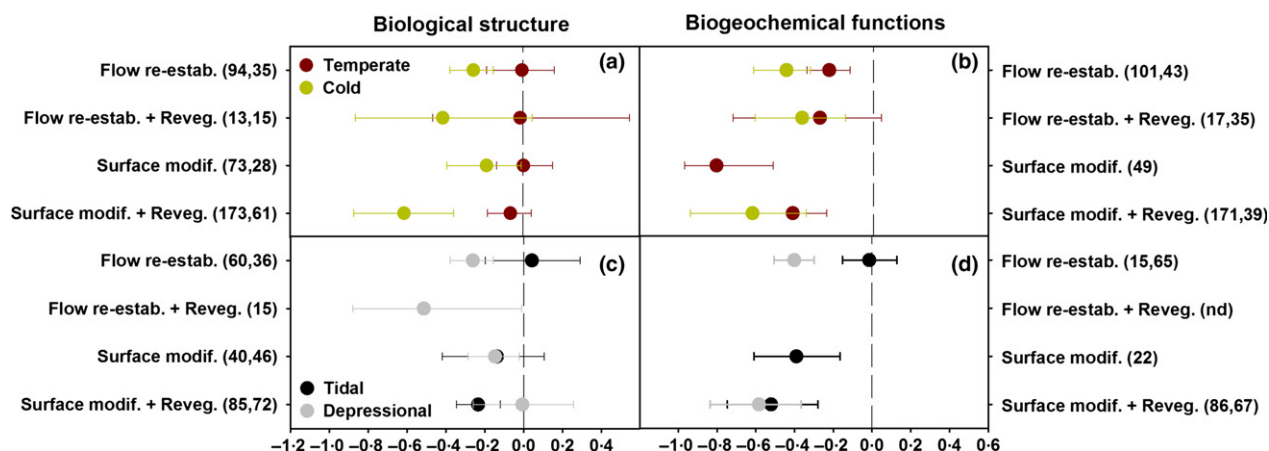 Biological structure
Biogeochemical functions
Flow re-estab. (94,35)
Flow re-estab. + Reveg. (13,15)
Surface modif. (73,28)
Surface modif. + Reveg. (173,61)
Temperate
Cold
(a)
(b)
Flow re-estab. (101,43)
Flow re-estab. + Reveg. (17,35)
Surface modif. (49)
Surface modif. + Reveg. (171,39)
Flow re-estab. (60,36)
Flow re-estab. + Reveg. (15)
Surface modif. (40,46)
Surface modif. + Reveg. (85,72)
Tidal
Depressional
(c)
(d)
Flow re-estab. (15,65)
Flow re-estab. + Reveg. (nd)
Surface modif. (22)
Surface modif. + Reveg. (86,67)
−1·2 −1·0 −0·8 −0·6 −0·4 −0·2 0·0 0·2 0·4
−1·0 −0·8 −0·6 −0·4 −0·2 0·0 0·2 0·4 0·6